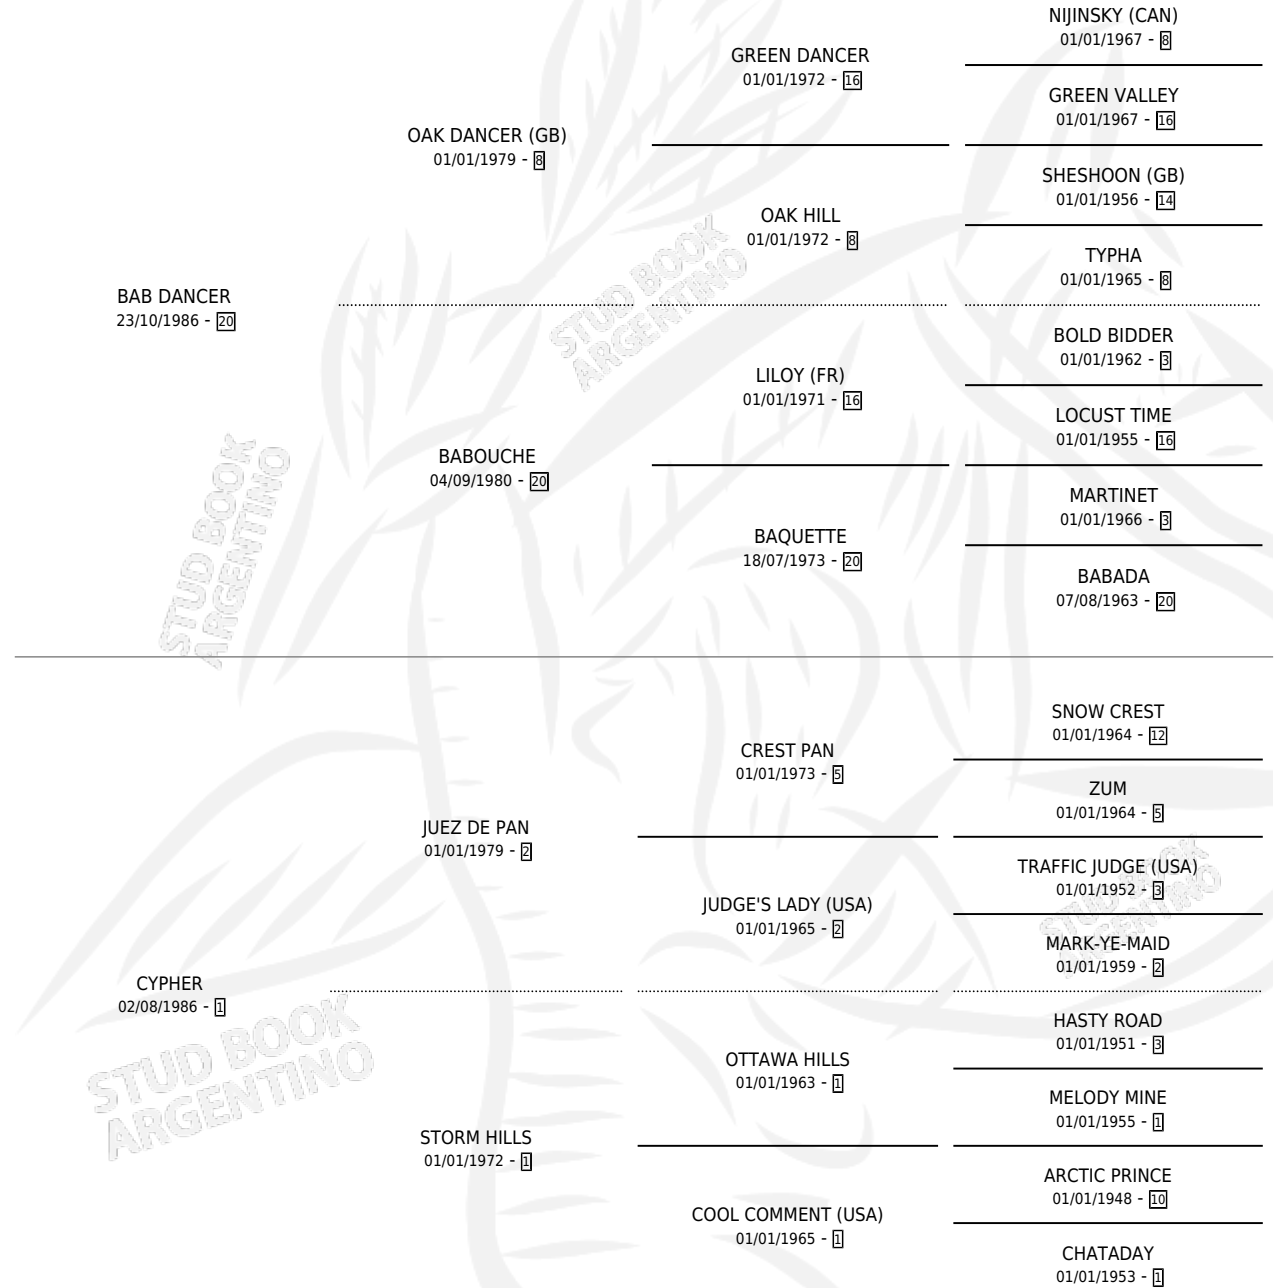 NIJINSKY (CAN)
01/01/1967 - 8
GREEN DANCER
01/01/1972 - 16
GREEN VALLEY
01/01/1967 - 16
OAK DANCER (GB)
01/01/1979 - 8
SHESHOON (GB)
01/01/1956 - 14
OAK HILL
01/01/1972 - 8
TYPHA
01/01/1965 - 8
BAB DANCER
23/10/1986 - 20
BOLD BIDDER
01/01/1962 - 3
LILOY (FR)
01/01/1971 - 16
LOCUST TIME
01/01/1955 - 16
BABOUCHE
04/09/1980 - 20
MARTINET
01/01/1966 - 3
BAQUETTE
18/07/1973 - 20
BABADA
07/08/1963 - 20
SNOW CREST
01/01/1964 - 12
CREST PAN
01/01/1973 - 5
ZUM
01/01/1964 - 5
JUEZ DE PAN
01/01/1979 - 2
TRAFFIC JUDGE (USA)
01/01/1952 - 3
JUDGE'S LADY (USA)
01/01/1965 - 2
MARK-YE-MAID
01/01/1959 - 2
CYPHER
02/08/1986 - 1
HASTY ROAD
01/01/1951 - 3
OTTAWA HILLS
01/01/1963 - 1
MELODY MINE
01/01/1955 - 1
STORM HILLS
01/01/1972 - 1
ARCTIC PRINCE
01/01/1948 - 10
COOL COMMENT (USA)
01/01/1965 - 1
CHATADAY
01/01/1953 - 1
STUD BOOK
ARGENTINO
STUD BOOK
ARGENTINO
STUD BOOK
ARGENTINO
STUD BOOK
ARGENTINO